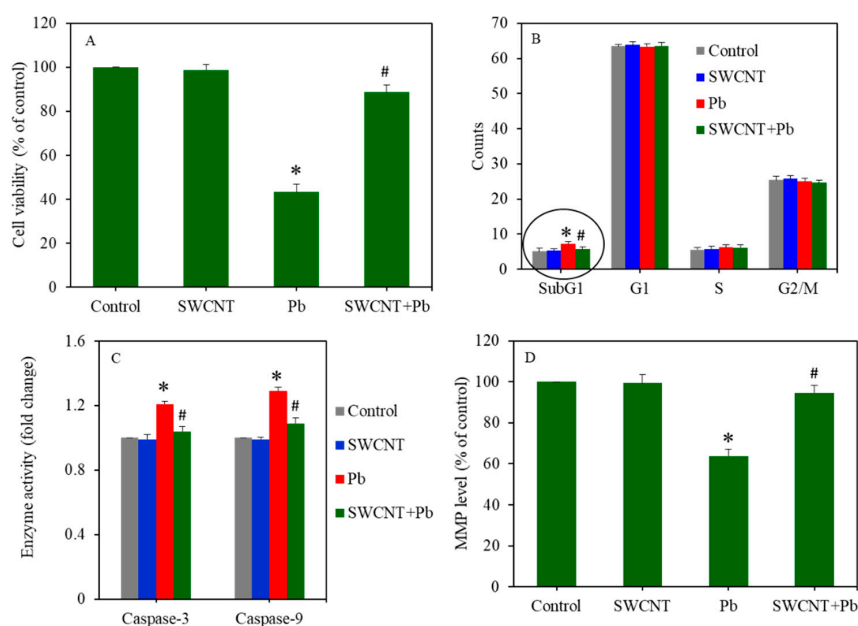 A
Cell viability (% of control)
120
100
80
60
40
20
0
*
#
Control SWCNT Pb SWCNT+Pb
B
Counts
70
60
50
40
30
20
10
0
Control
SWCNT
Pb
SWCNT+Pb
* #
SubG1 G1 S G2/M
C
Enzyme activity (fold change)
1.6
1.2
0.8
0.4
0
* #
* #
Control
SWCNT
Pb
SWCNT+Pb
Caspase-3 Caspase-9
D
MMP level (% of control)
120
100
80
60
40
20
0
*
#
Control SWCNT Pb SWCNT+Pb